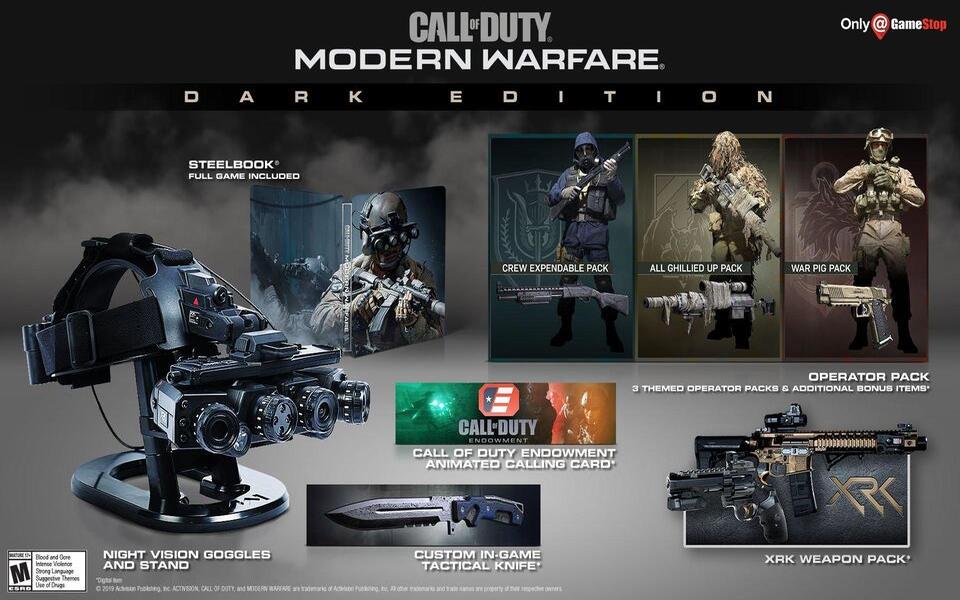 CALL OF DUTY®
MODERN WARFARE®
Only @ GameStop
DARK EDITION
STEELBOOK®
FULL GAME INCLUDED
CALL OF DUTY MODERN WARFARE
CREW EXPENDABLE PACK
ALL GHILLIED UP PACK
WAR PIG PACK
OPERATOR PACK
3 THEMED OPERATOR PACKS & ADDITIONAL BONUS ITEMS*
CALL OF DUTY
ENDOWMENT
CALL OF DUTY ENDOWMENT
ANIMATED CALLING CARD*
XRK
XRK WEAPON PACK*
CUSTOM IN-GAME
TACTICAL KNIFE*
NIGHT VISION GOGGLES
AND STAND
MATURE 17+
M
ESRB
Blood and Gore
Intense Violence
Strong Language
Suggestive Themes
Use of Drugs
*Digital item
© 2019 Activision Publishing, Inc. ACTIVISION, CALL OF DUTY, and MODERN WARFARE are trademarks of Activision Publishing, Inc. All other trademarks and trade names are property of their respective owners.